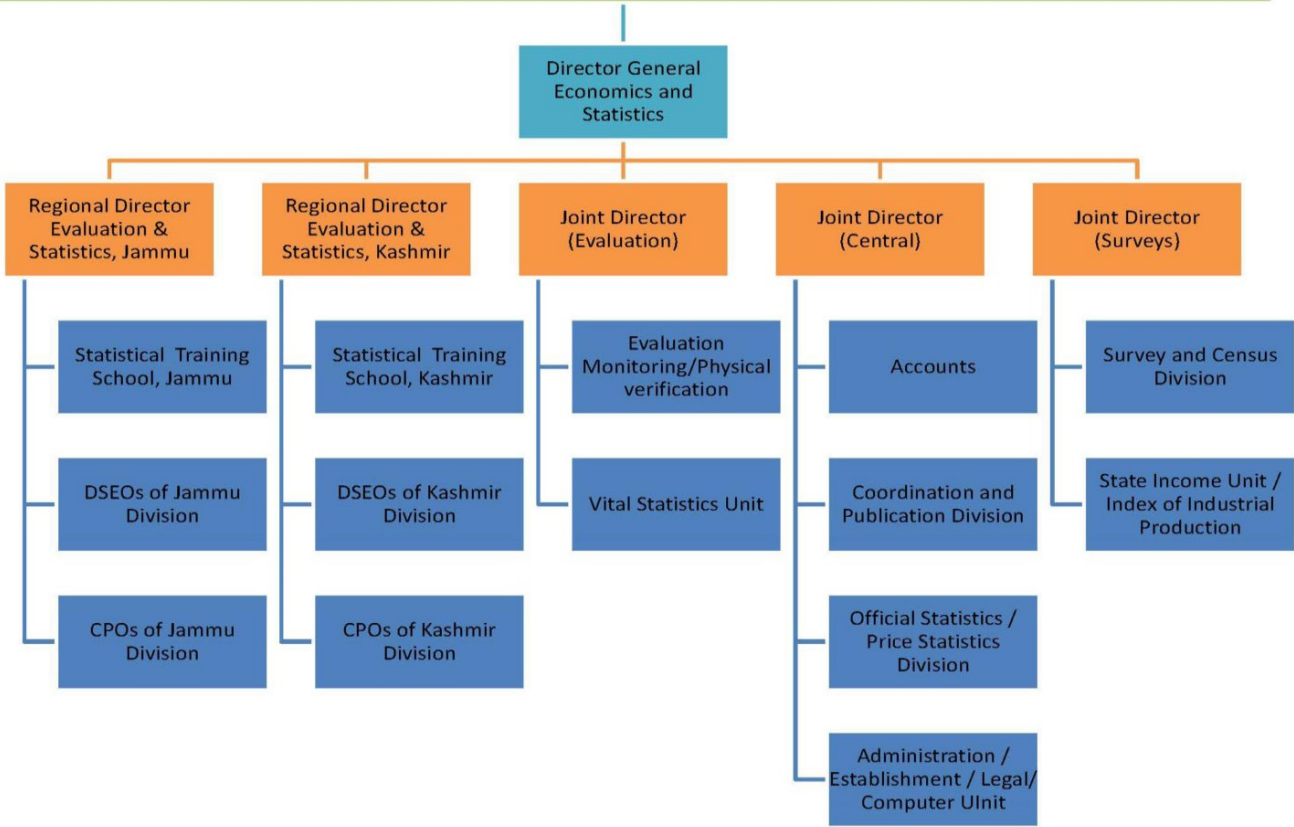 Director General
Economics and
Statistics
Regional Director
Evaluation &
Statistics, Jammu
Regional Director
Evaluation &
Statistics, Kashmir
Joint Director
(Evaluation)
Joint Director
(Central)
Joint Director
(Surveys)
Statistical Training
School, Jammu
Statistical Training
School, Kashmir
Evaluation
Monitoring/Physical
verification
Accounts
Survey and Census
Division
DSEOs of Jammu
Division
DSEOs of Kashmir
Division
Vital Statistics Unit
Coordination and
Publication Division
State Income Unit /
Index of Industrial
Production
CPOs of Jammu
Division
CPOs of Kashmir
Division
Official Statistics /
Price Statistics
Division
Administration /
Establishment / Legal/
Computer UInit